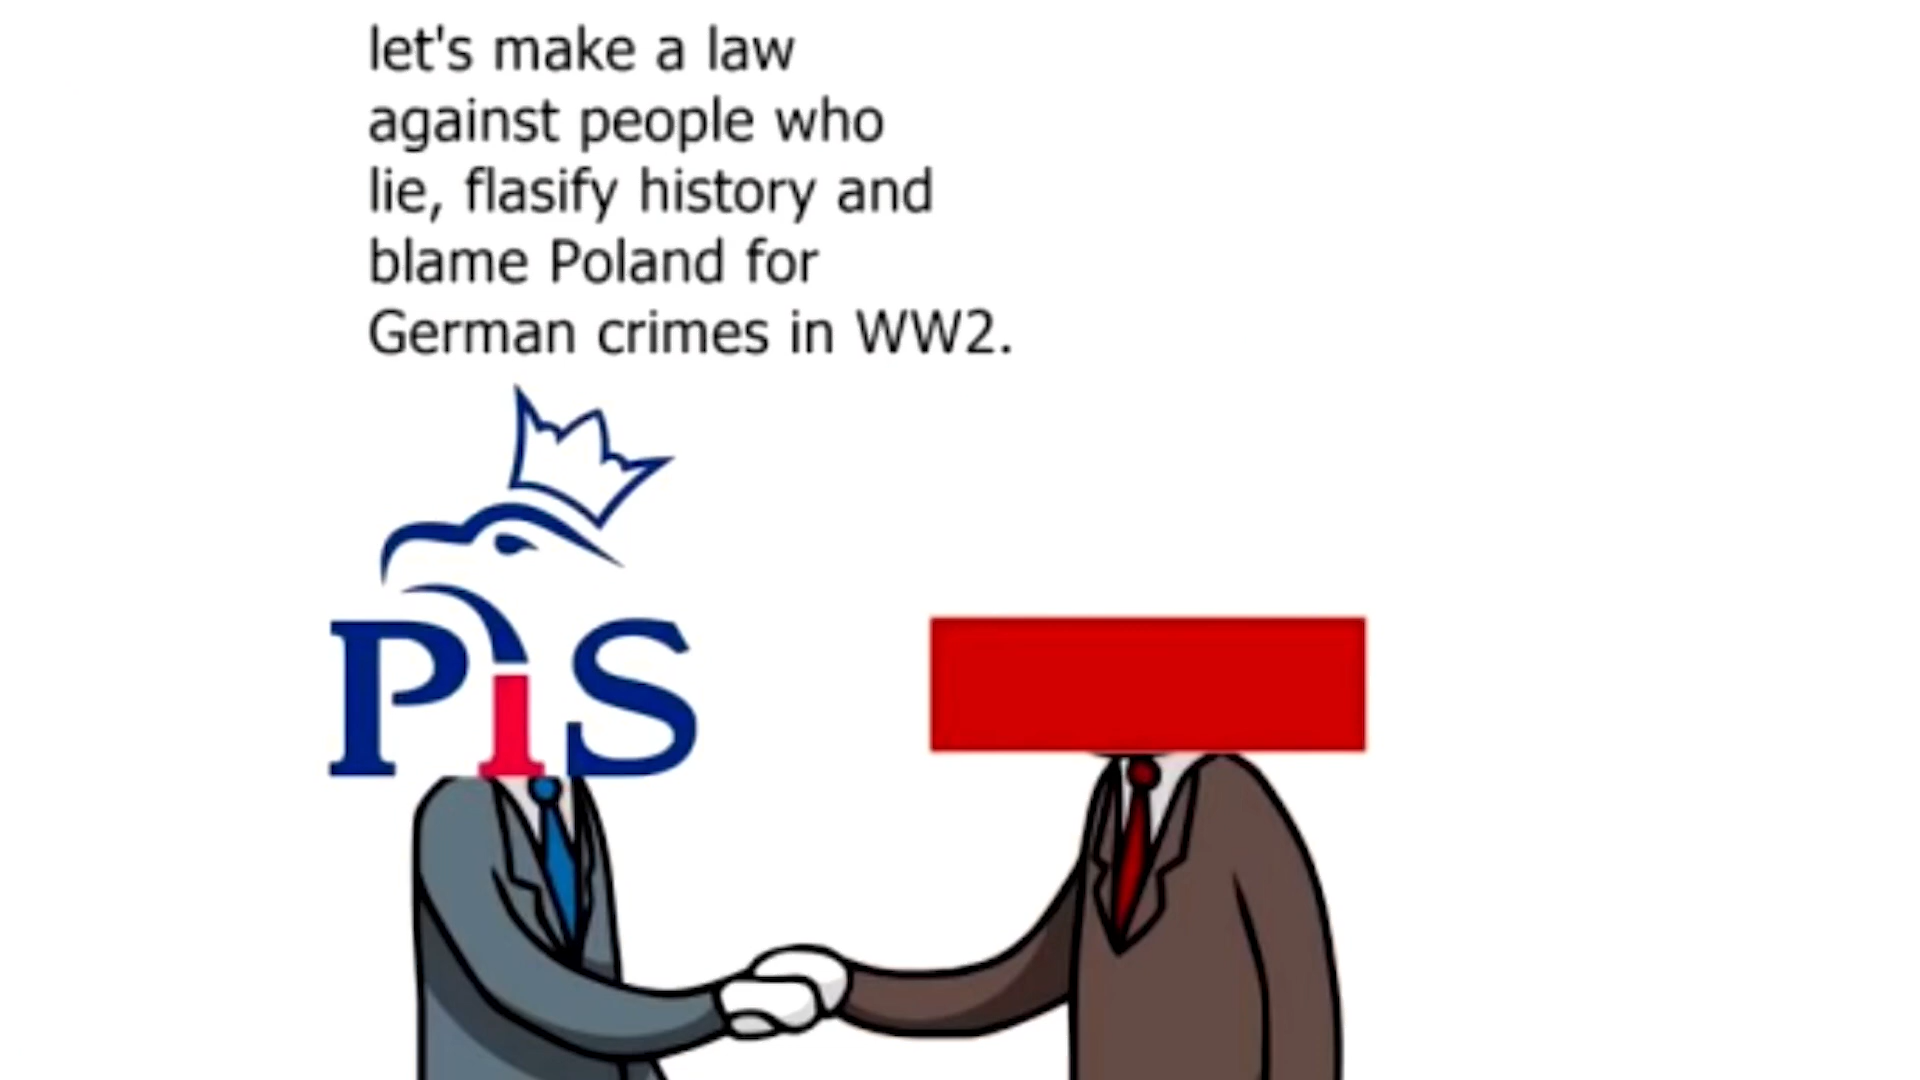 let's make a law
against people who
lie, flasify history and
blame Poland for
German crimes in WW2.
PiS